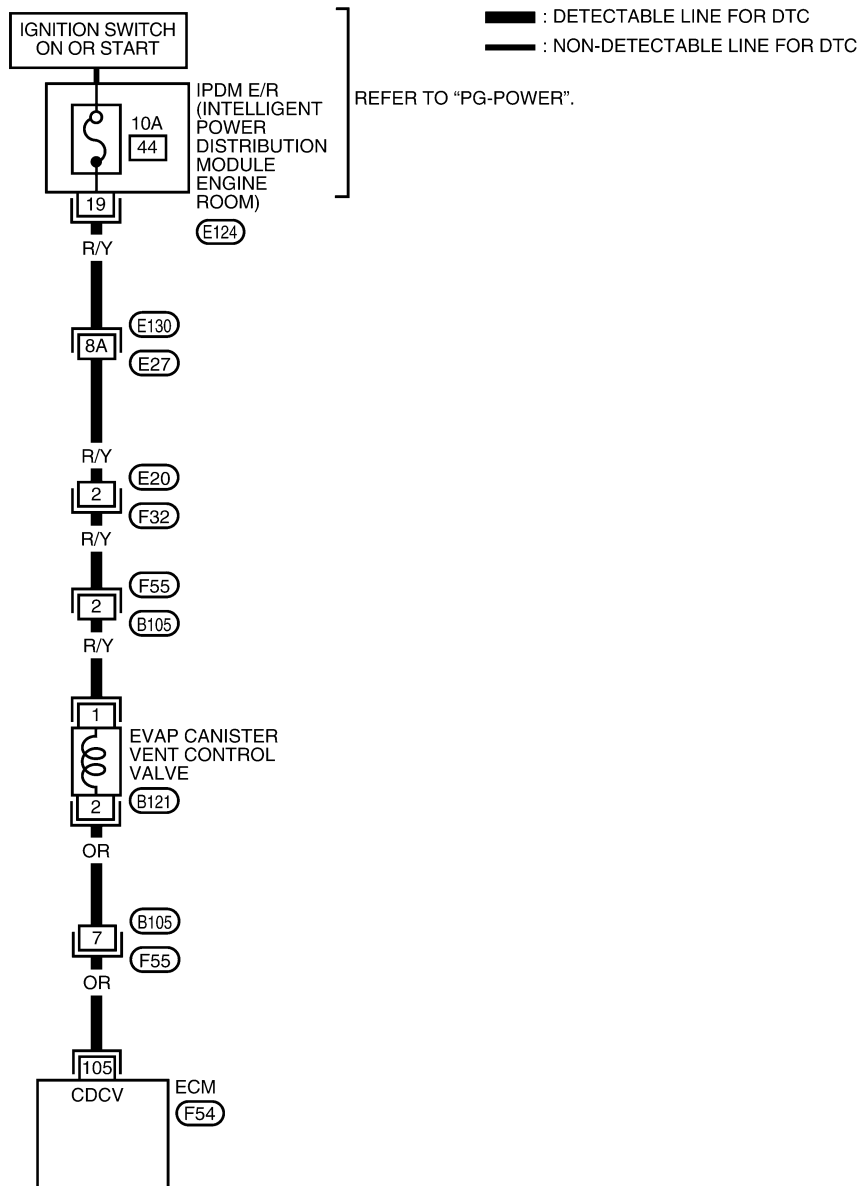 IGNITION SWITCH
ON OR START
: DETECTABLE LINE FOR DTC
: NON-DETECTABLE LINE FOR DTC
REFER TO “PG-POWER”.
10A
44
IPDM E/R
(INTELLIGENT
POWER
DISTRIBUTION
MODULE
ENGINE
ROOM)
19
E124
R/Y
E130
8A
E27
R/Y
E20
2
F32
R/Y
F55
2
B105
R/Y
1
EVAP CANISTER
VENT CONTROL
VALVE
2
B121
OR
B105
7
F55
OR
105
CDCV
ECM
F54